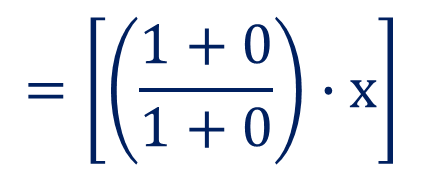 = [((1 + 0)/(1 + 0)) · x]